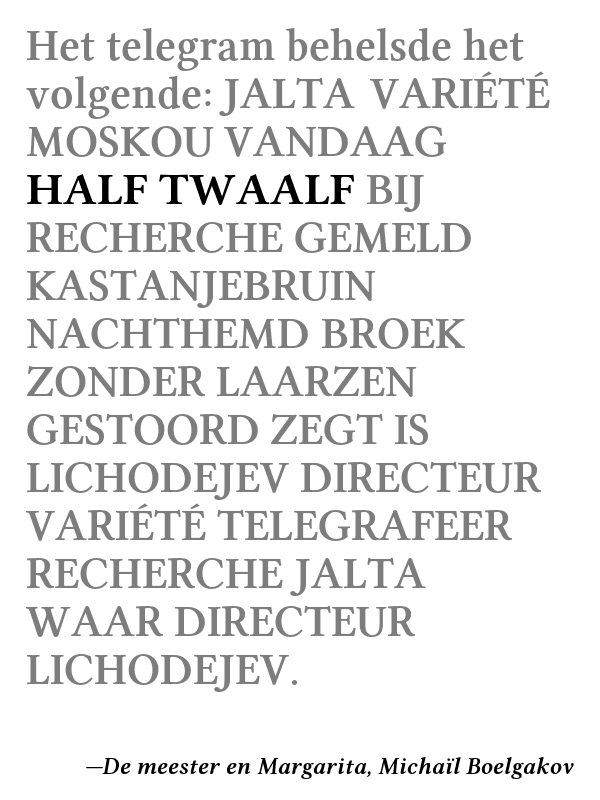 Het telegram behelsde het
volgende: JALTA VARIÉTÉ
MOSKOU VANDAAG
HALF TWAALF BIJ
RECHERCHE GEMELD
KASTANJEBRUIN
NACHTHEMD BROEK
ZONDER LAARZEN
GESTOORD ZEGT IS
LICHODEJEV DIRECTEUR
VARIÉTÉ TELEGRAFEER
RECHERCHE JALTA
WAAR DIRECTEUR
LICHODEJEV.
—De meester en Margarita, Michaïl Boelgakov